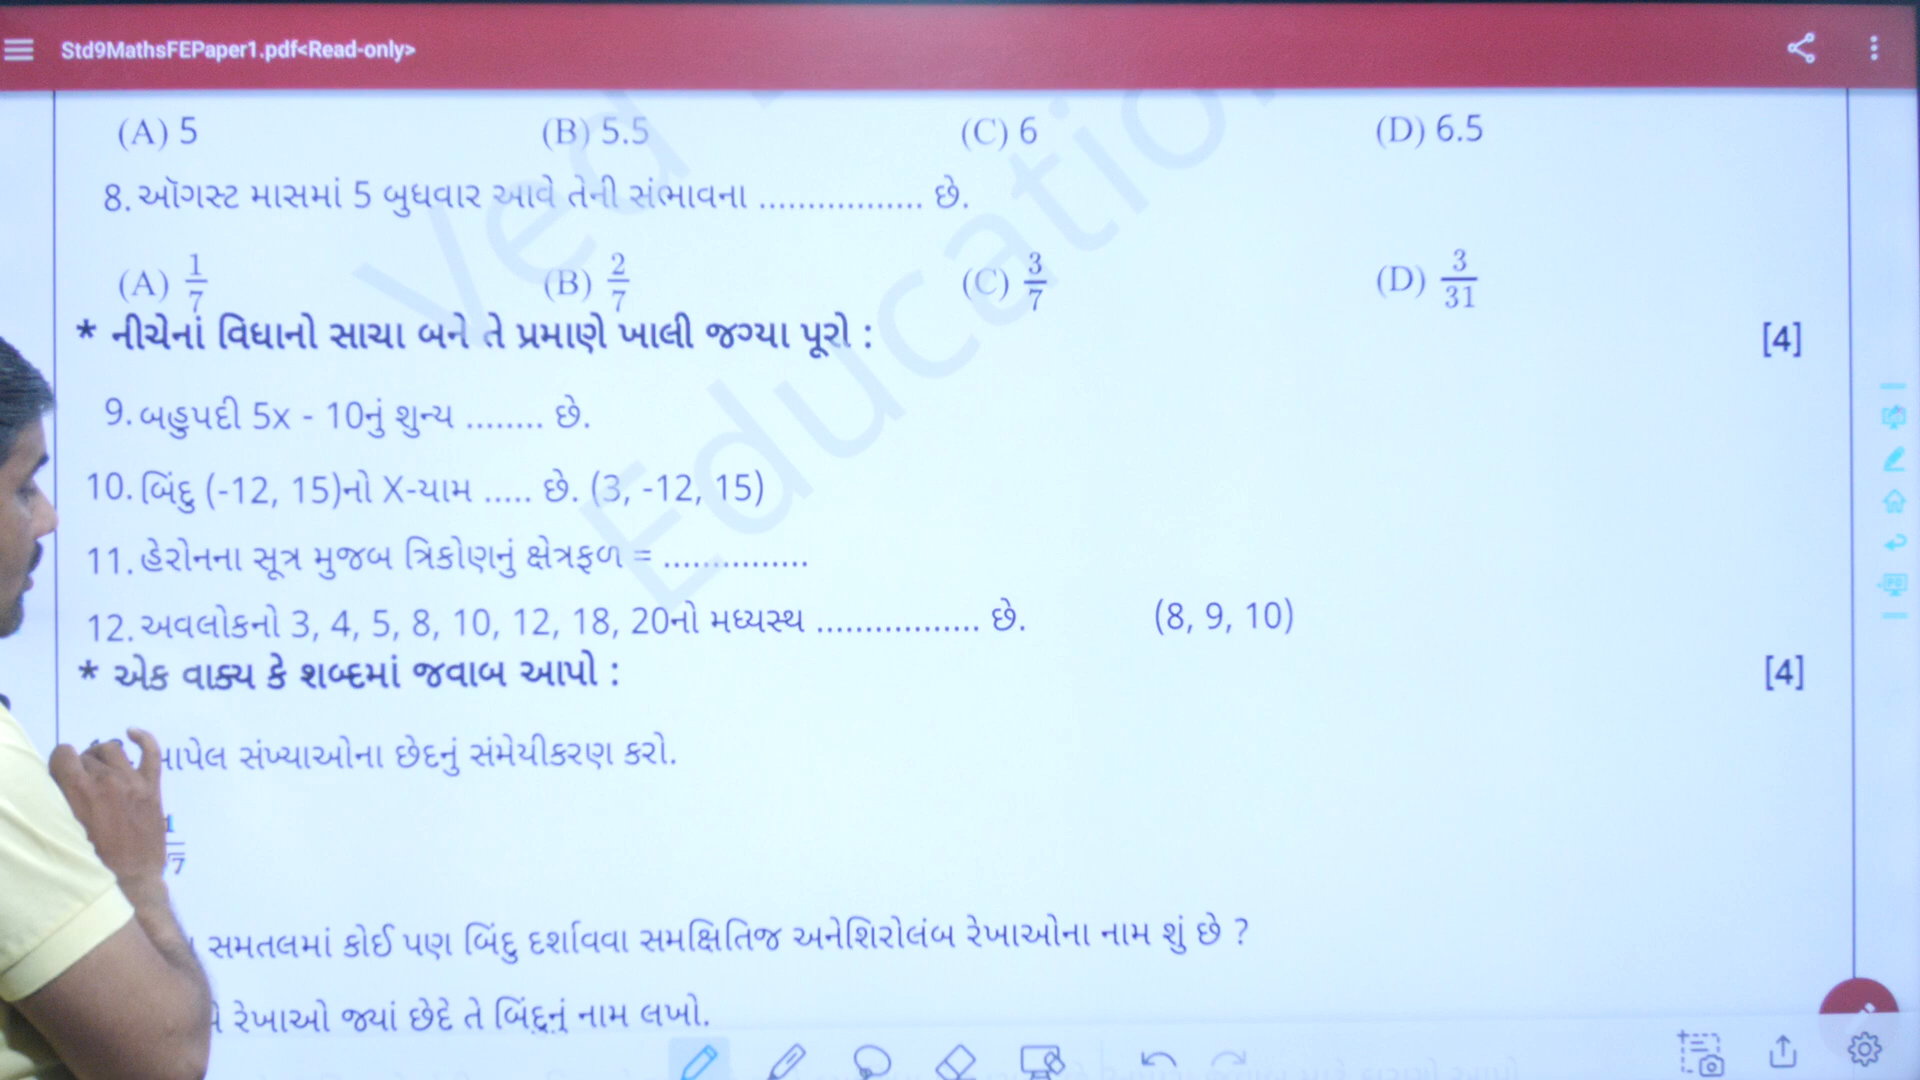 Std9MathsFEPaper1.pdf<Read-only>
(A) 5 (B) 5.5 (C) 6 (D) 6.5
8. ઑગસ્ટ માસમાં 5 બુધવાર આવે તેની સંભાવના ................. છે.
(A) 1/7 (B) 2/7 (C) 3/7 (D) 3/31
* નીચેનાં વિધાનો સાચા બને તે પ્રમાણે ખાલી જગ્યા પૂરો : [4]
9. બહુપદી 5x - 10નું શુન્ય ........ છે.
10. બિંદુ (-12, 15)નો X-યામ ..... છે. (3, -12, 15)
11. હેરોનના સૂત્ર મુજબ ત્રિકોણનું ક્ષેત્રફળ = ...............
12. અવલોકનો 3, 4, 5, 8, 10, 12, 18, 20નો મધ્યસ્થ ................. છે. (8, 9, 10)
* એક વાક્ય કે શબ્દમાં જવાબ આપો : [4]
સંખ્યાઓના છેદનું સંમેયીકરણ કરો.
1/√7
સમતલમાં કોઈ પણ બિંદુ દર્શાવવા સમક્ષિતિજ અનેશિરોલંબ રેખાઓના નામ શું છે ?
રેખાઓ જ્યાં છેદે તે બિંદુનું નામ લખો.
Ved
Education